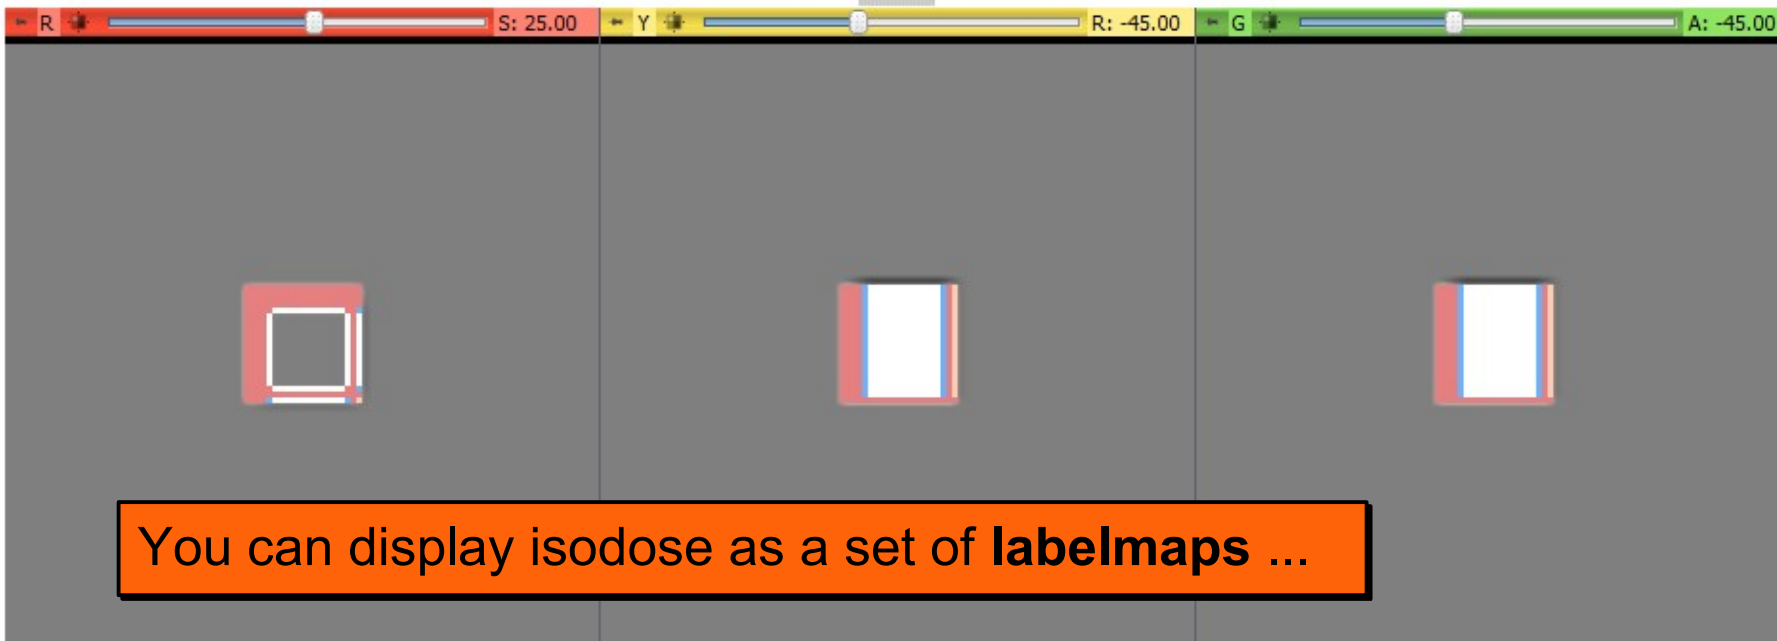 R S: 25.00
Y R: -45.00
G A: -45.00
You can display isodose as a set of labelmaps ...